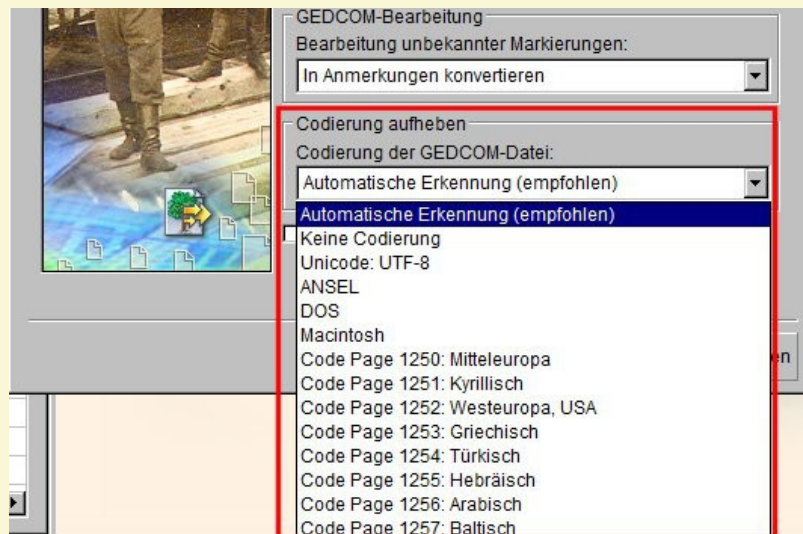 GEDCOM-Bearbeitung
Bearbeitung unbekannter Markierungen:
In Anmerkungen konvertieren
Codierung aufheben
Codierung der GEDCOM-Datei:
Automatische Erkennung (empfohlen)
Automatische Erkennung (empfohlen)
Keine Codierung
Unicode: UTF-8
ANSEL
DOS
Macintosh
Code Page 1250: Mitteleuropa
en
Code Page 1251: Kyrillisch
Code Page 1252: Westeuropa, USA
Code Page 1253: Griechisch
Code Page 1254: Türkisch
Code Page 1255: Hebräisch
Code Page 1256: Arabisch
Code Page 1257: Baltisch